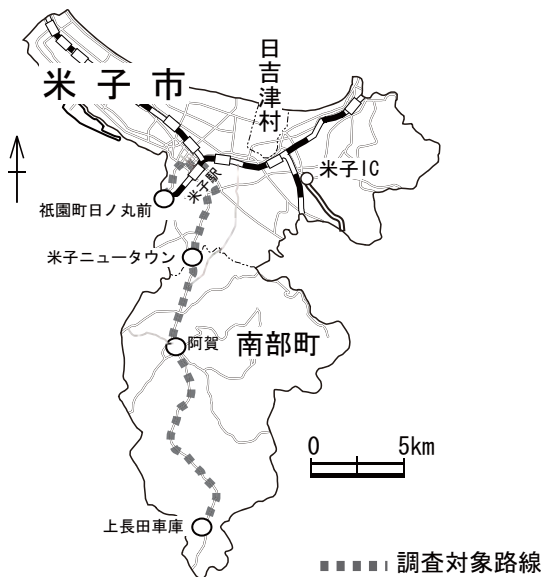 米子市
日吉津村
米子IC
米子駅
祇園町日ノ丸前
米子ニュータウン
阿賀
南部町
0 5km
上長田車庫
調査対象路線